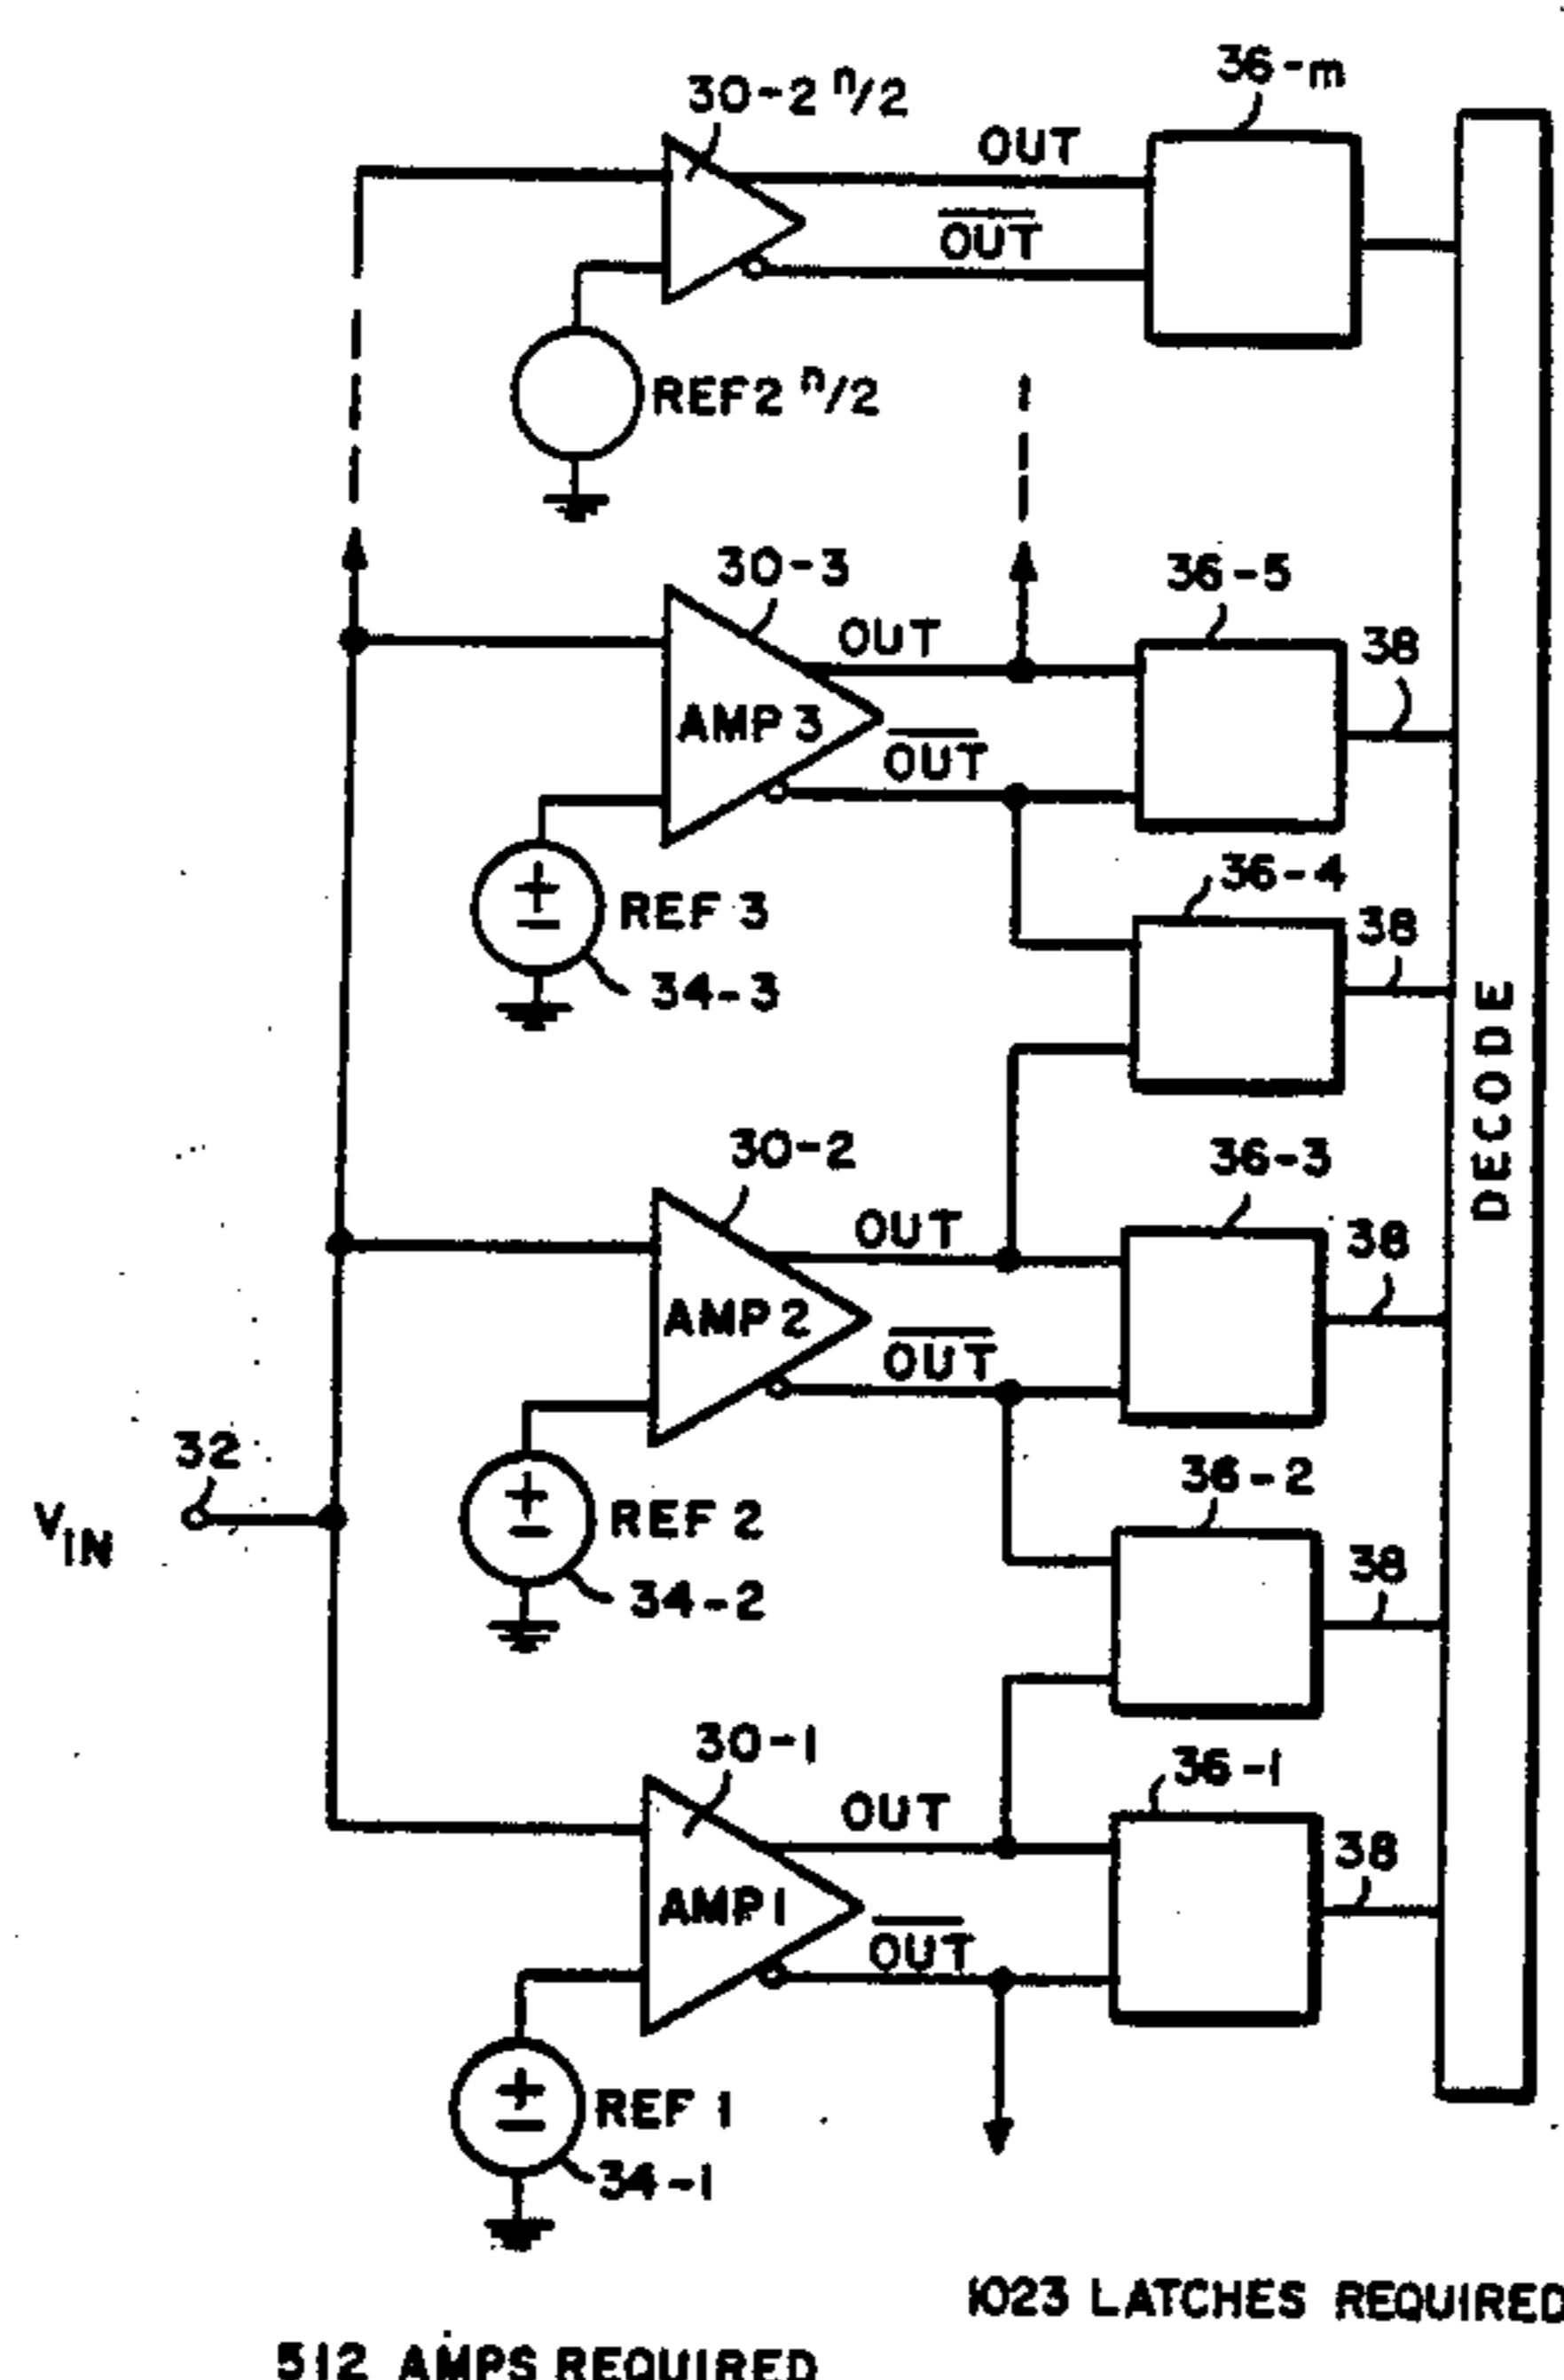 36-m
30-2 n/2
OUT
OUT
REF2 n/2
30-3
36-5
OUT
38
AMP 3
OUT
36-4
REF 3
38
34-3
DECODE
30-2
36-3
OUT
38
AMP 2
OUT
32
36-2
VIN
REF 2
38
34-2
30-1
36-1
OUT
38
AMP 1
OUT
REF 1
34-1
1023 LATCHES REQUIRED
512 AMPS REQUIRED